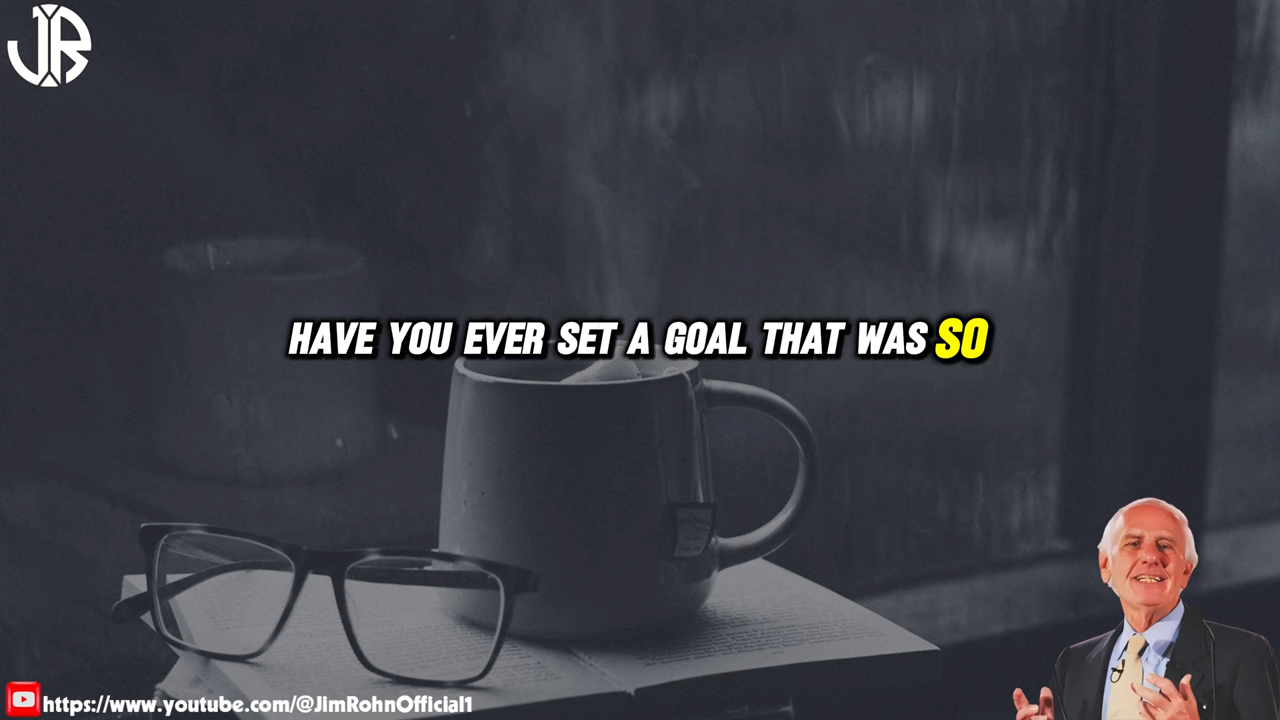 JR
HAVE YOU EVER SET A GOAL THAT WAS SO
https://www.youtube.com/@JimRohnOfficial1